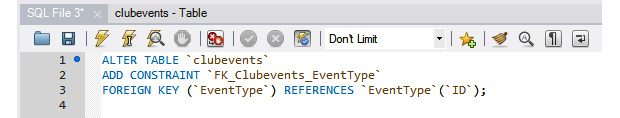 SQL File 3* × clubevents - Table
Don't Limit
1 ALTER TABLE `clubevents`
2 ADD CONSTRAINT `FK_Clubevents_EventType`
3 FOREIGN KEY (`EventType`) REFERENCES `EventType`(`ID`);
4